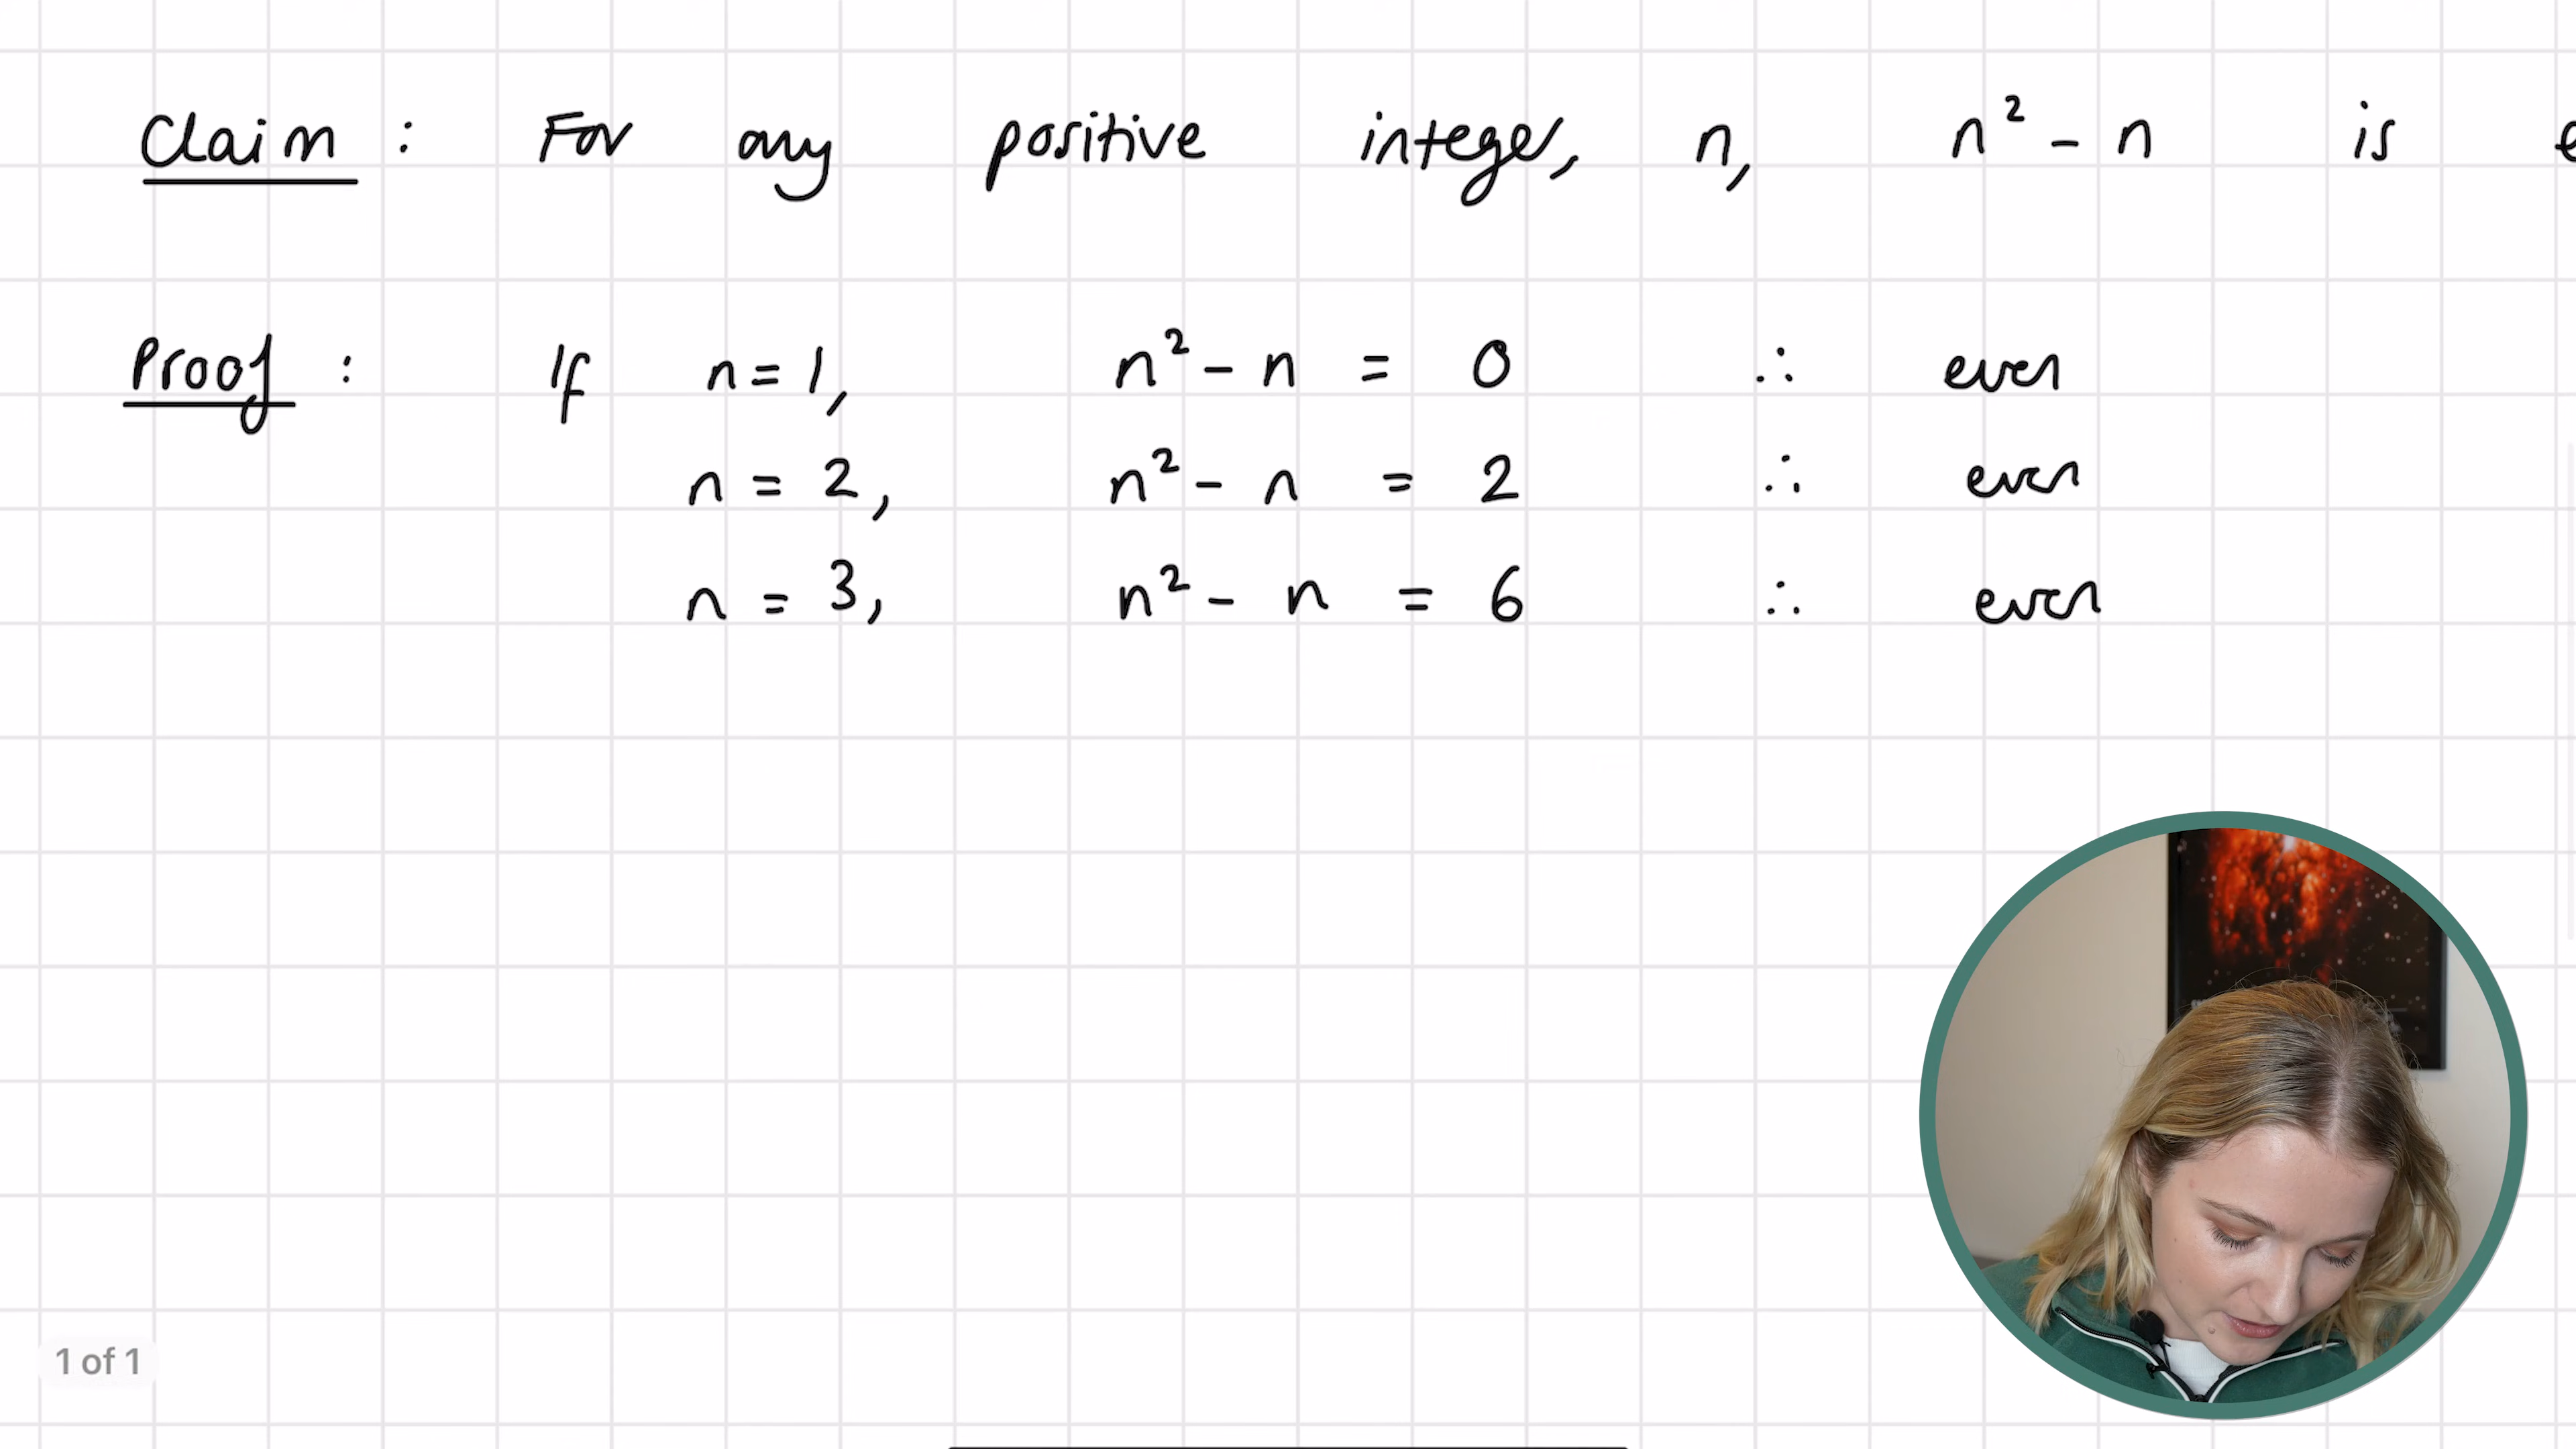 Claim : For any positive integer, n, n² - n is
Proof : If n = 1, n² - n = 0 ∴ even
n = 2, n² - n = 2 ∴ even
n = 3, n² - n = 6 ∴ even
1 of 1